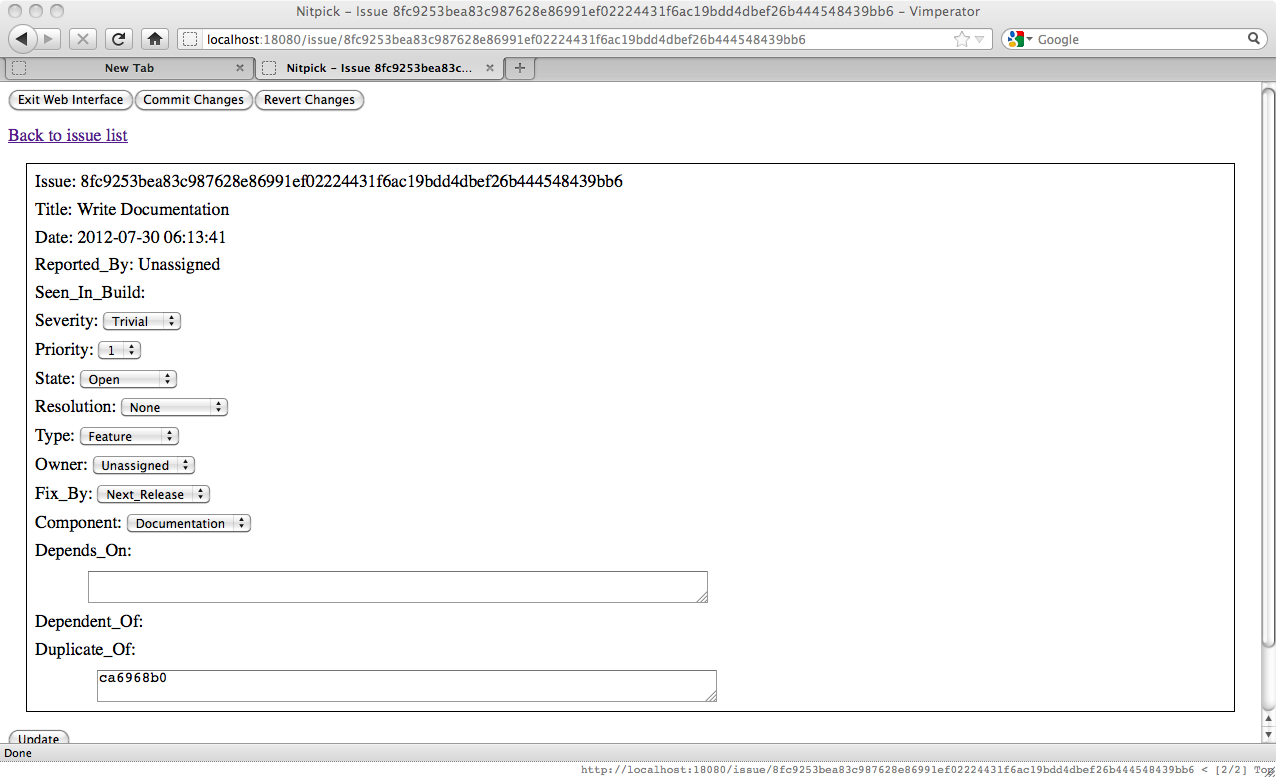 Nitpick – Issue 8fc9253bea83c987628e86991ef02224431f6ac19bdd4dbef26b444548439bb6 – Vimperator
localhost:18080/issue/8fc9253bea83c987628e86991ef02224431f6ac19bdd4dbef26b444548439bb6
Google
New Tab
Nitpick – Issue 8fc9253bea83c...
Exit Web Interface Commit Changes Revert Changes
Back to issue list
Issue: 8fc9253bea83c987628e86991ef02224431f6ac19bdd4dbef26b444548439bb6
Title: Write Documentation
Date: 2012-07-30 06:13:41
Reported_By: Unassigned
Seen_In_Build:
Severity: Trivial
Priority: 1
State: Open
Resolution: None
Type: Feature
Owner: Unassigned
Fix_By: Next_Release
Component: Documentation
Depends_On:
Dependent_Of:
Duplicate_Of:
ca6968b0
Update
Done
http://localhost:18080/issue/8fc9253bea83c987628e86991ef02224431f6ac19bdd4dbef26b444548439bb6 < [2/2] Top